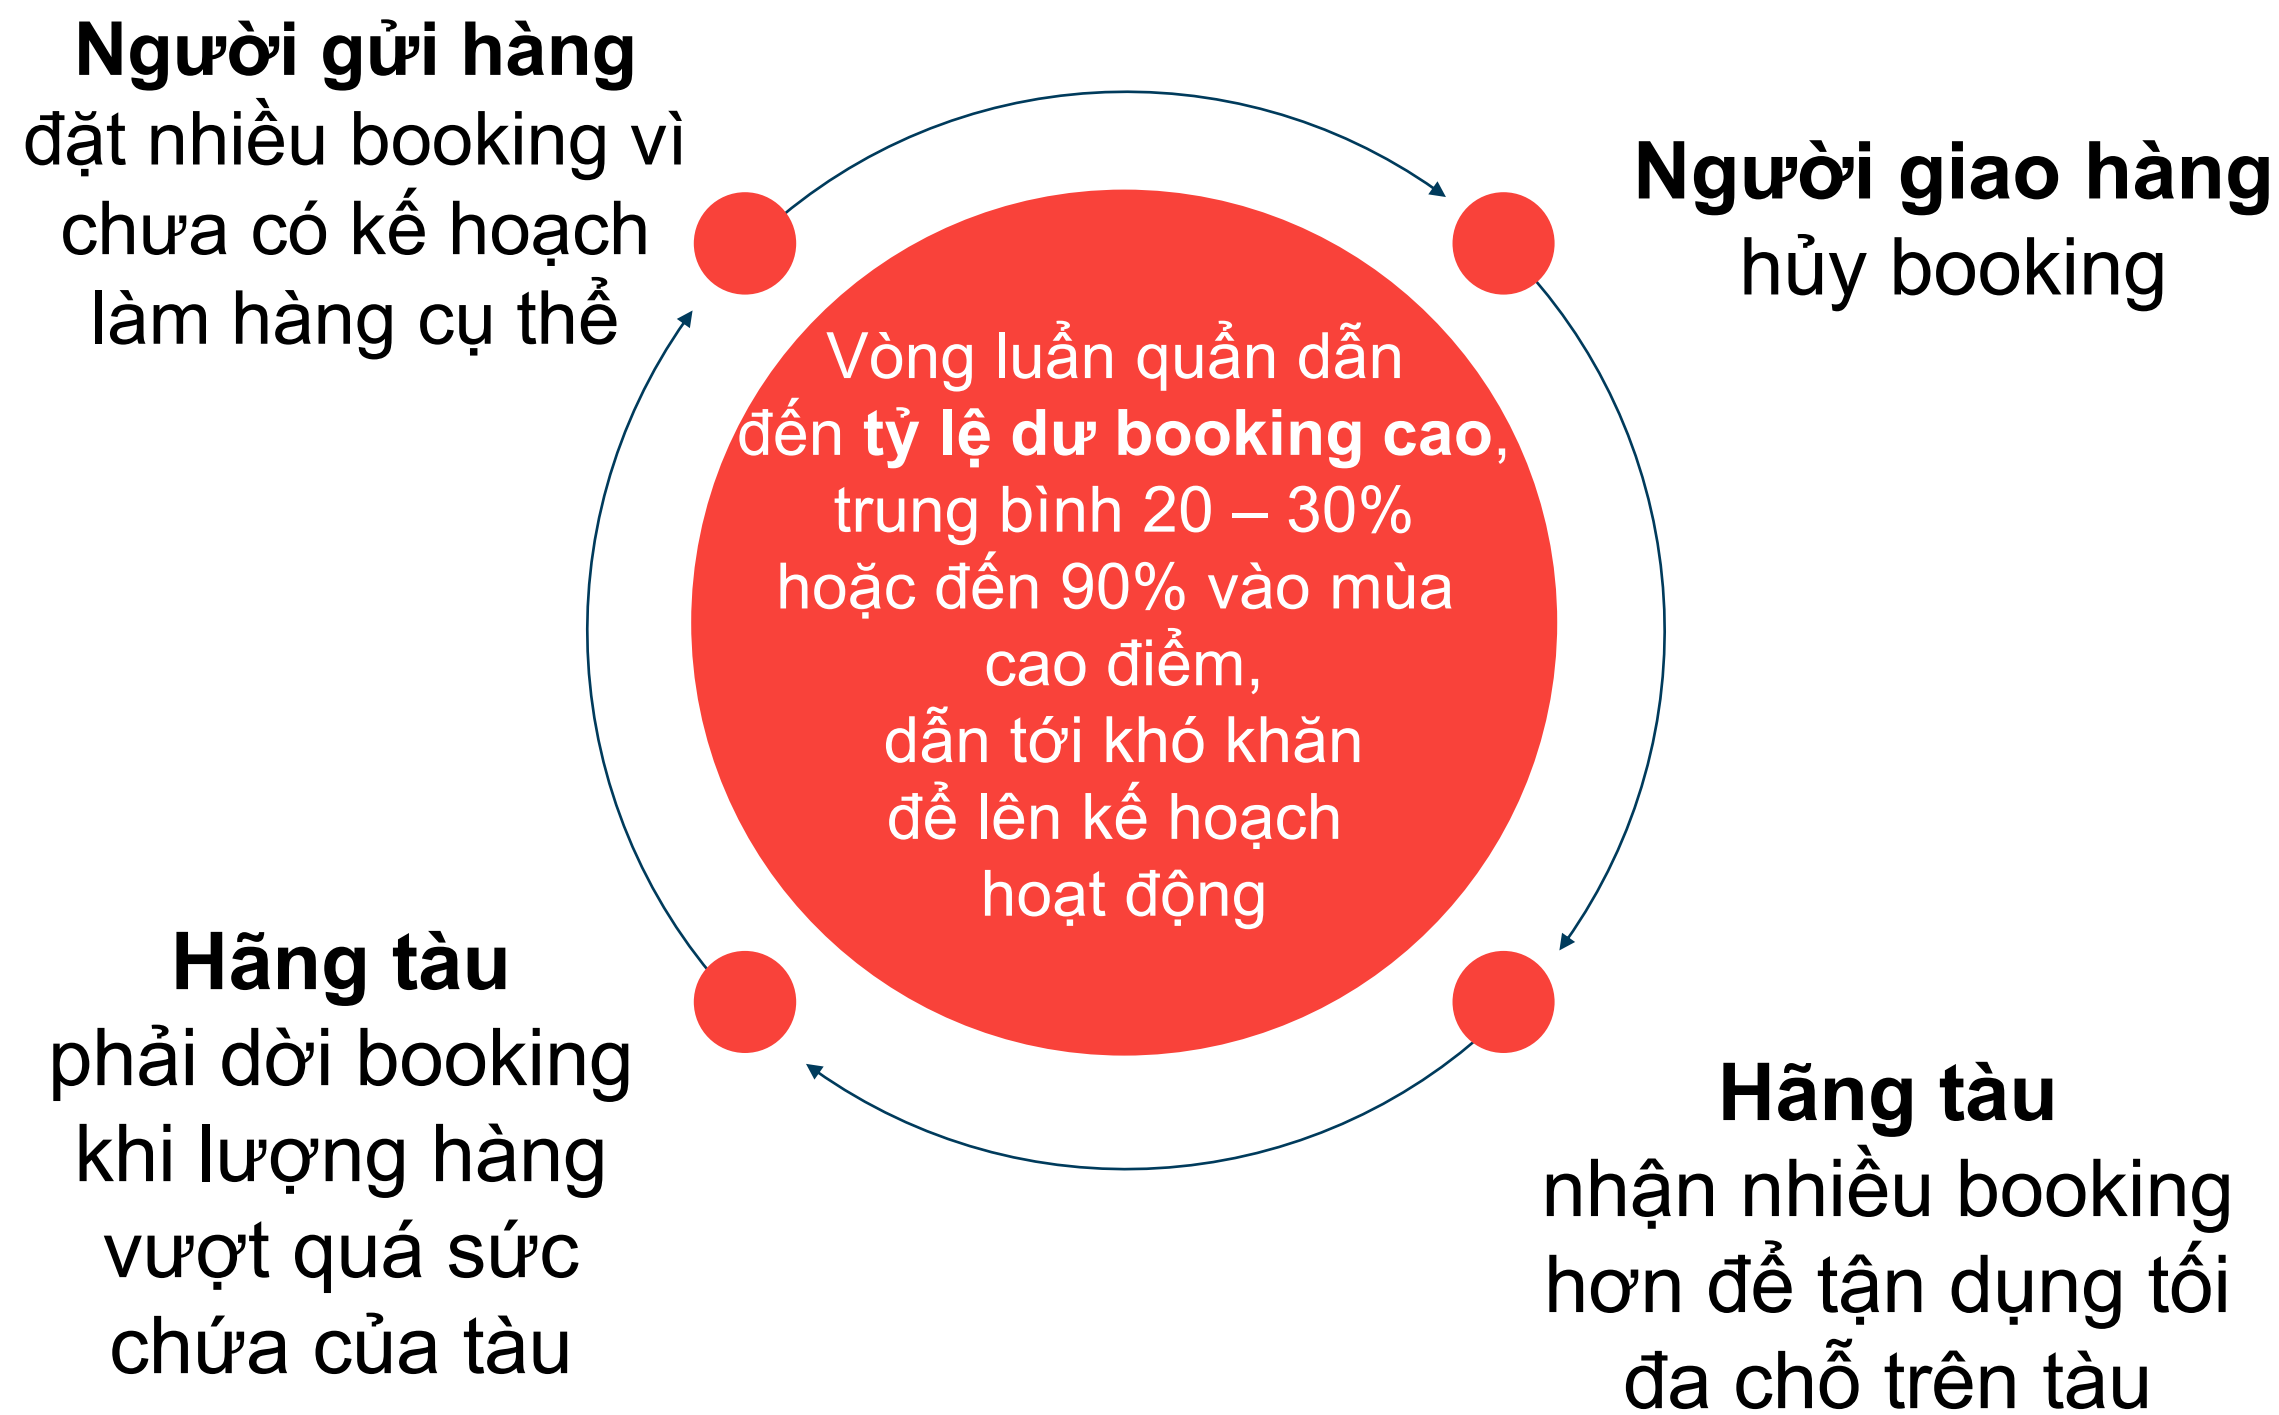 Người gửi hàng
đặt nhiều booking vì
chưa có kế hoạch
làm hàng cụ thể
Người giao hàng
hủy booking
Vòng luẩn quẩn dẫn
đến tỷ lệ dư booking cao,
trung bình 20 – 30%
hoặc đến 90% vào mùa
cao điểm,
dẫn tới khó khăn
để lên kế hoạch
hoạt động
Hãng tàu
phải dời booking
khi lượng hàng
vượt quá sức
chứa của tàu
Hãng tàu
nhận nhiều booking
hơn để tận dụng tối
đa chỗ trên tàu